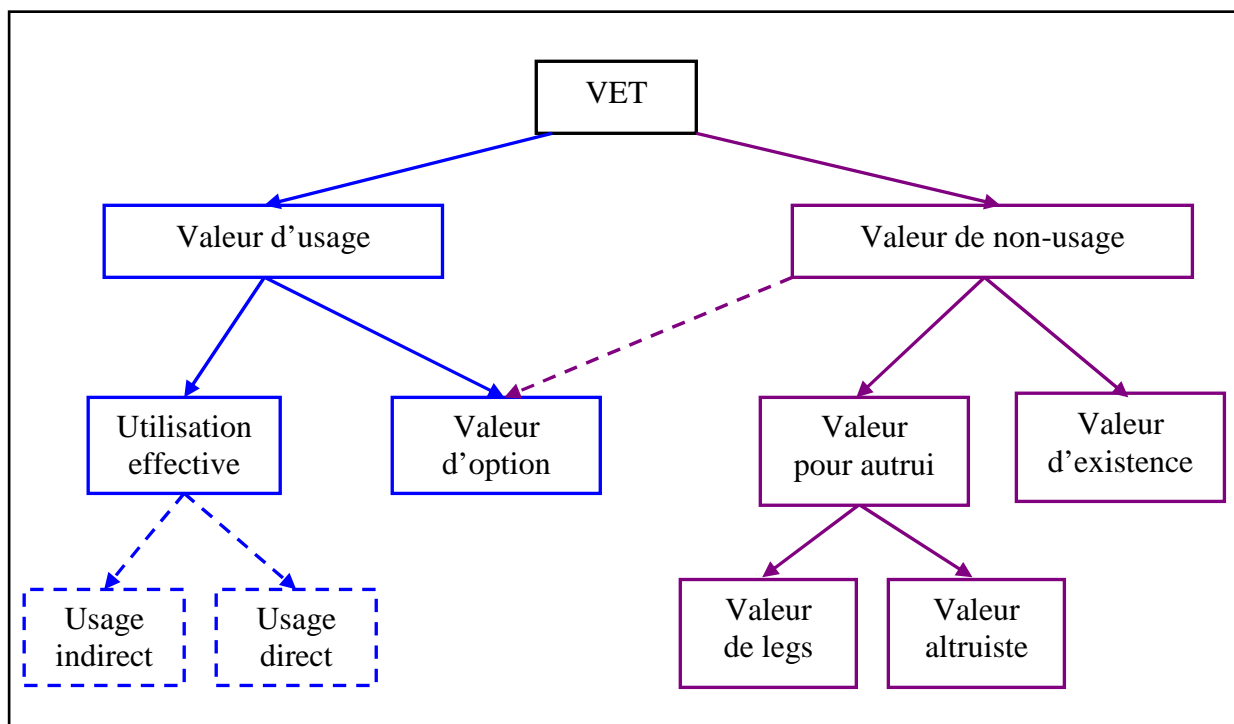 VET
Valeur d’usage
Valeur de non-usage
Utilisation
effective
Valeur
d’option
Valeur
pour autrui
Valeur
d’existence
Usage
indirect
Usage
direct
Valeur
de legs
Valeur
altruiste